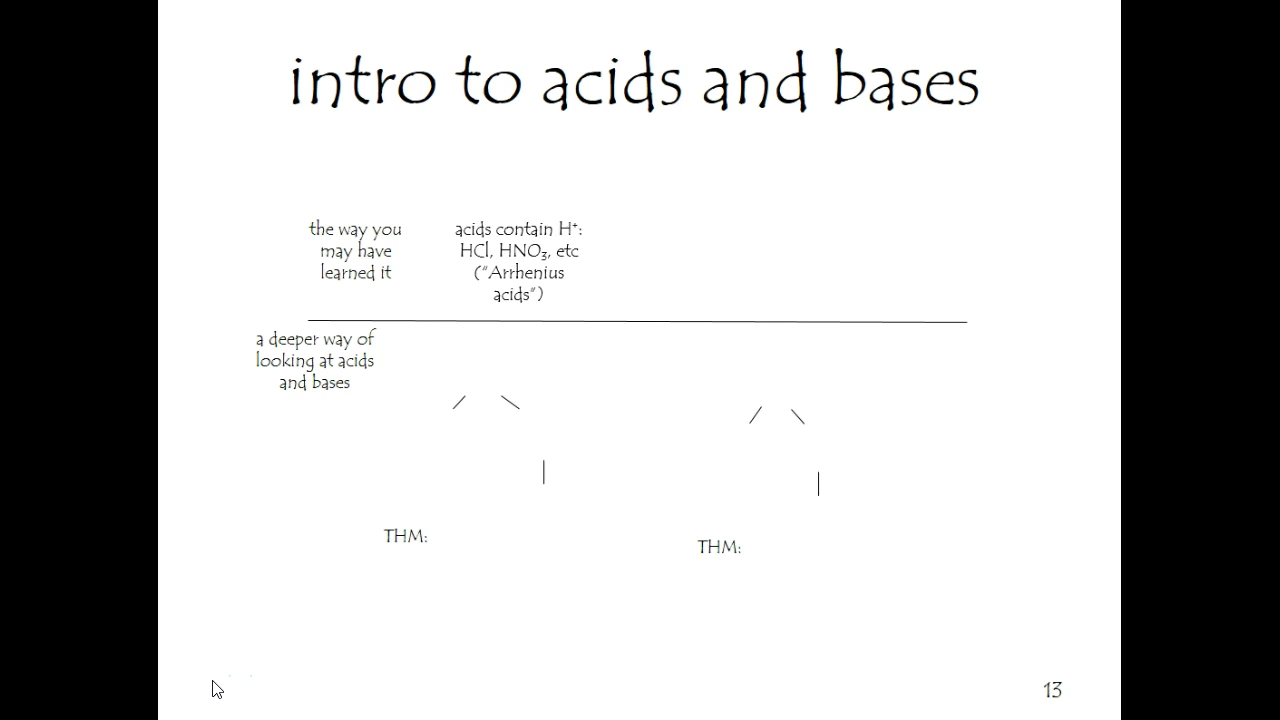 intro to acids and bases
the way you
may have
learned it
acids contain H⁺:
HCl, HNO₃, etc
("Arrhenius
acids")
a deeper way of
looking at acids
and bases
THM:
THM:
13